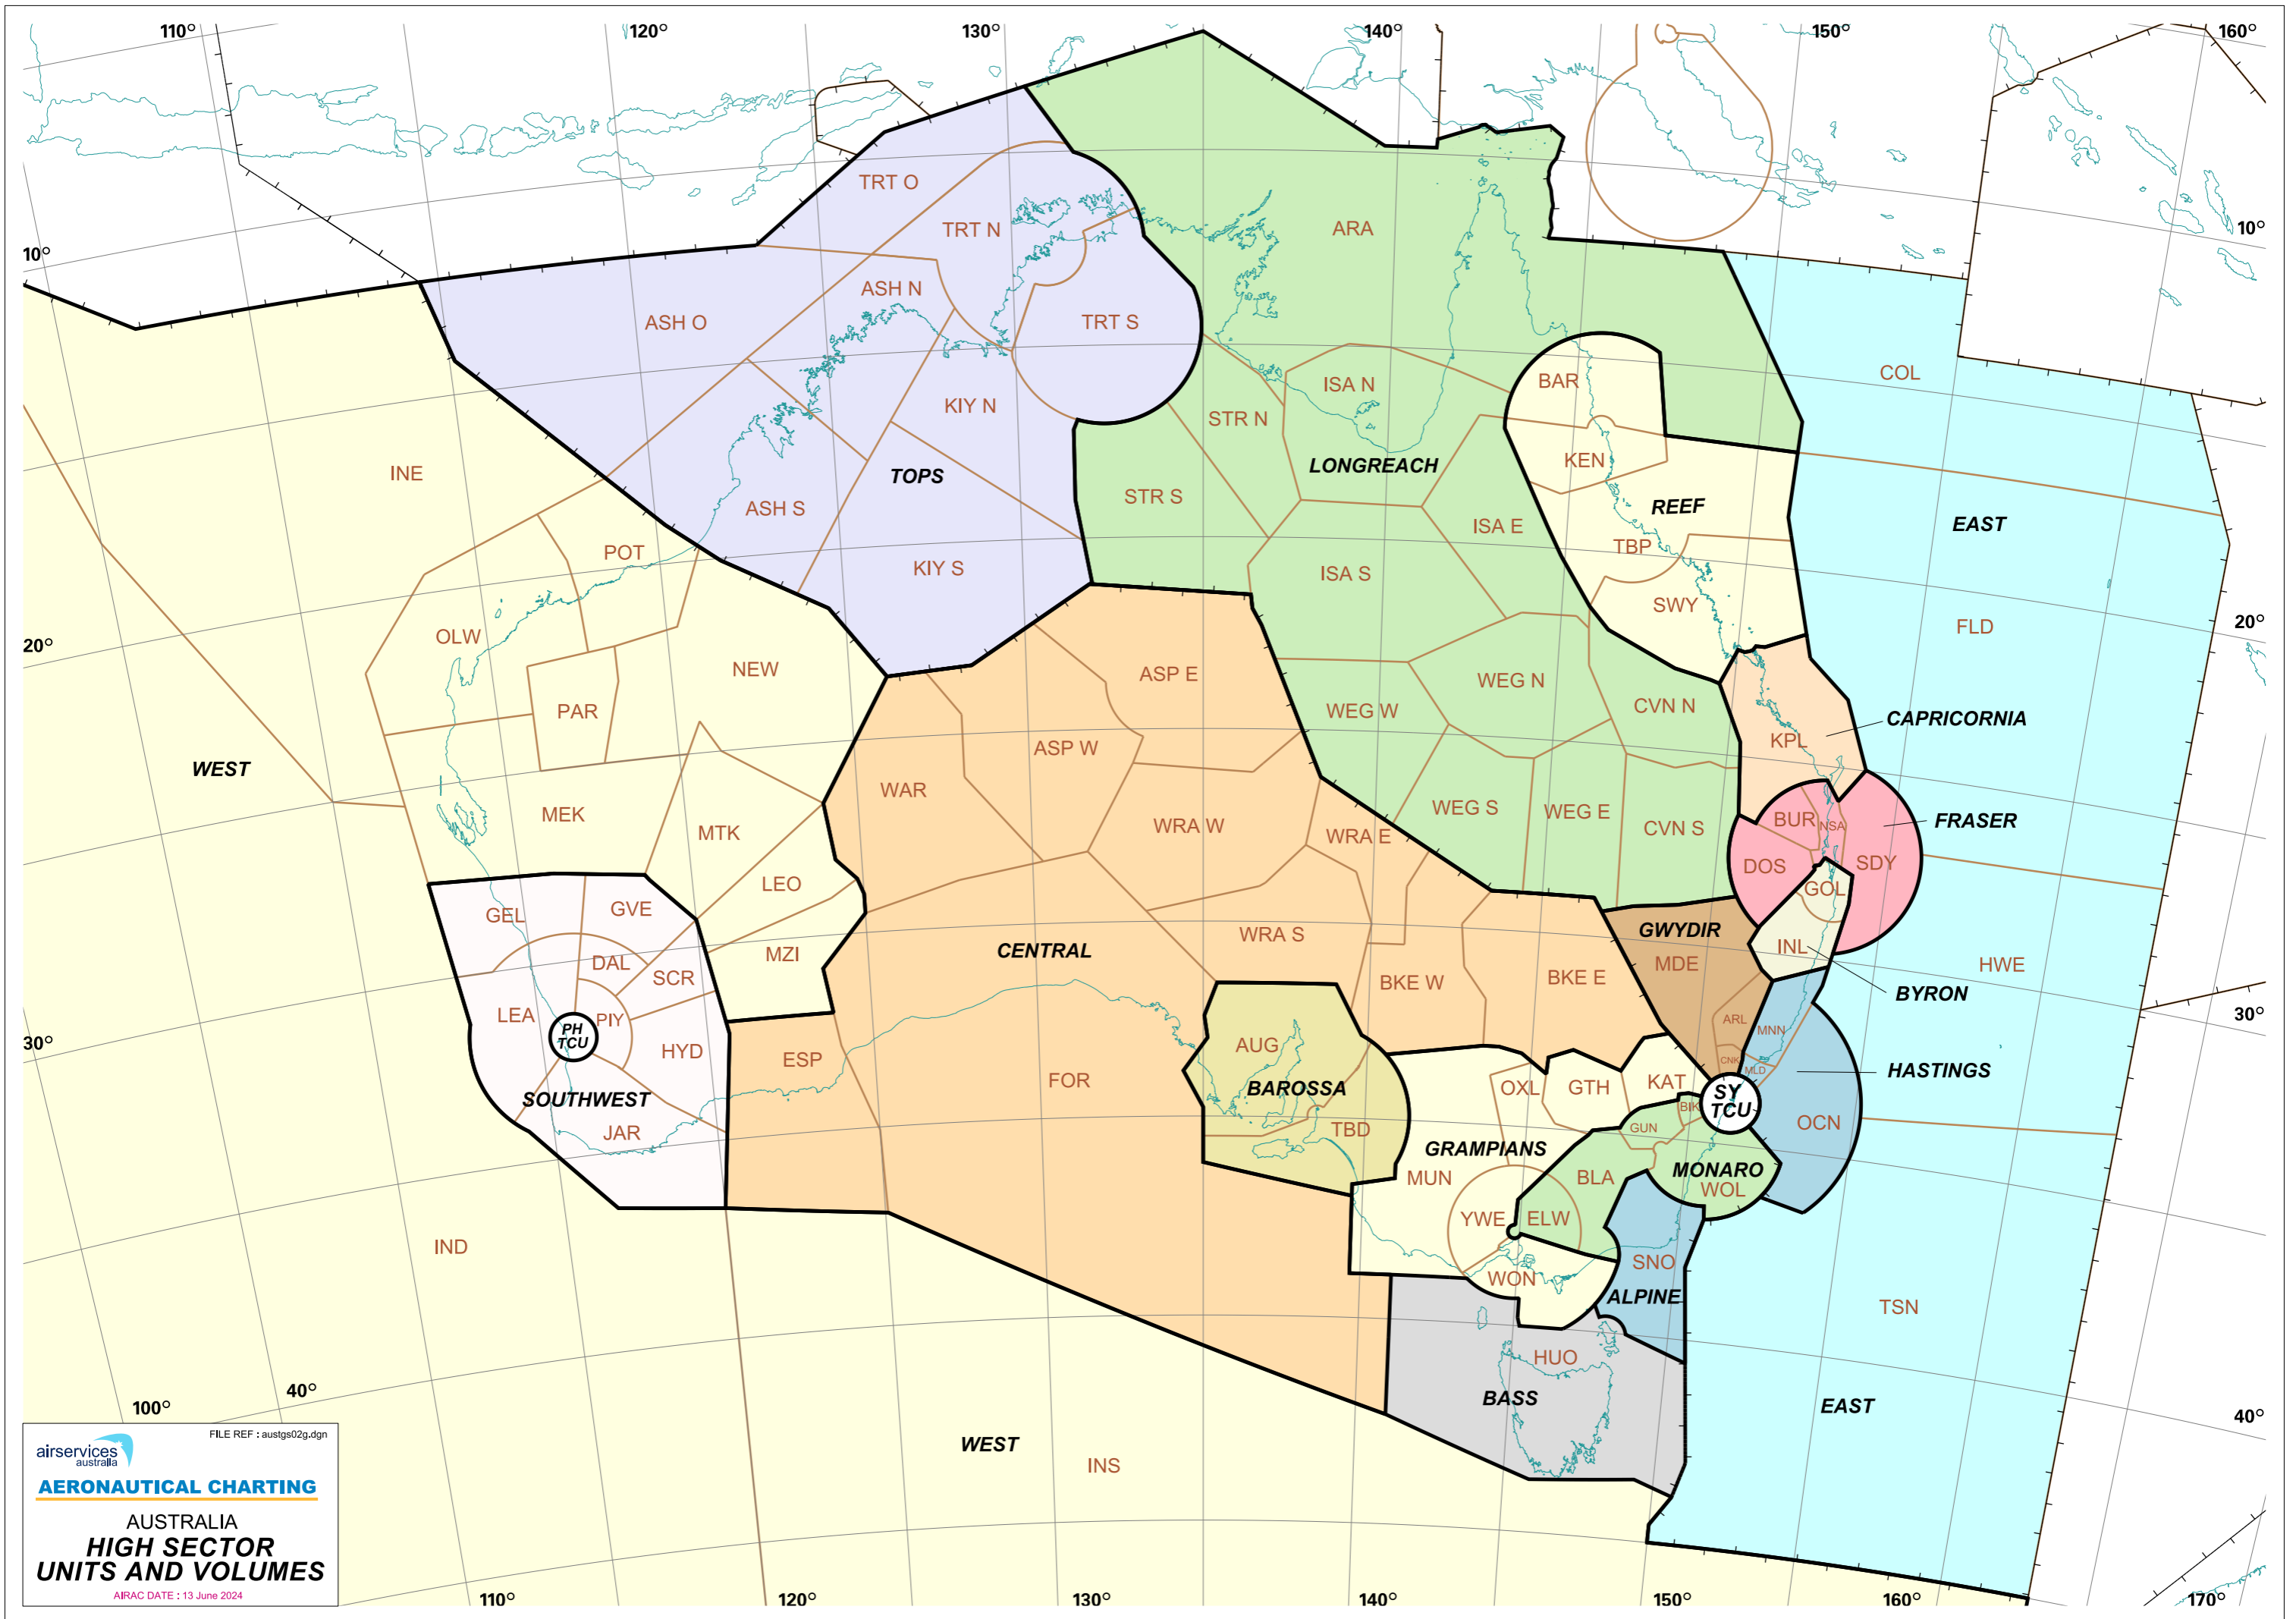 110°
120°
130°
140°
150°
160°
TRT O
TRT N
ARA
10°
10°
ASH N
ASH O
TRT S
COL
ISA N
BAR
KIY N
STR N
INE
TOPS
LONGREACH
KEN
STR S
ASH S
ISA E
REEF
EAST
POT
TBP
KIY S
ISA S
SWY
OLW
FLD
20°
20°
NEW
ASP E
WEG N
PAR
WEG W
CVN N
CAPRICORNIA
ASP W
KPL
WEST
WAR
MEK
WEG S
WEG E
MTK
WRA W
WRA E
CVN S
BUR
NSA
FRASER
DOS
SDY
LEO
GOL
GEL
GVE
GWYDIR
CENTRAL
WRA S
INL
MZI
DAL
SCR
BKE W
BKE E
MDE
HWE
BYRON
LEA
PIY
PH
TCU
ARL
MNN
30°
30°
HYD
ESP
AUG
CNK
MLD
HASTINGS
FOR
BAROSSA
OXL
GTH
KAT
SY
TCU
SOUTHWEST
BIK
JAR
TBD
GUN
OCN
GRAMPIANS
MUN
BLA
MONARO
WOL
YWE
ELW
IND
SNO
WON
ALPINE
TSN
HUO
40°
BASS
100°
EAST
40°
WEST
INS
FILE REF : austgs02g.dgn
airservices
australia
AERONAUTICAL CHARTING
AUSTRALIA
HIGH SECTOR
UNITS AND VOLUMES
AIRAC DATE : 13 June 2024
110°
120°
130°
140°
150°
160°
170°